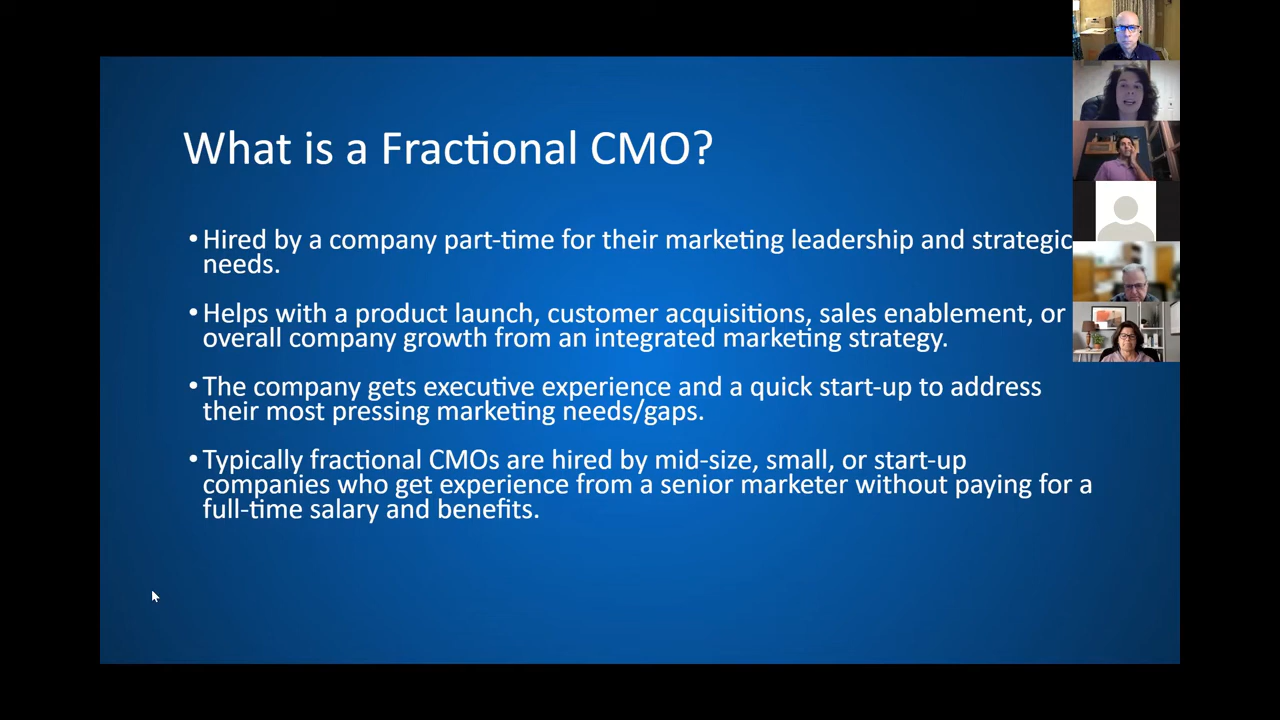 What is a Fractional CMO?
• Hired by a company part-time for their marketing leadership and strategic
needs.
• Helps with a product launch, customer acquisitions, sales enablement, or
overall company growth from an integrated marketing strategy.
• The company gets executive experience and a quick start-up to address
their most pressing marketing needs/gaps.
• Typically fractional CMOs are hired by mid-size, small, or start-up
companies who get experience from a senior marketer without paying for a
full-time salary and benefits.